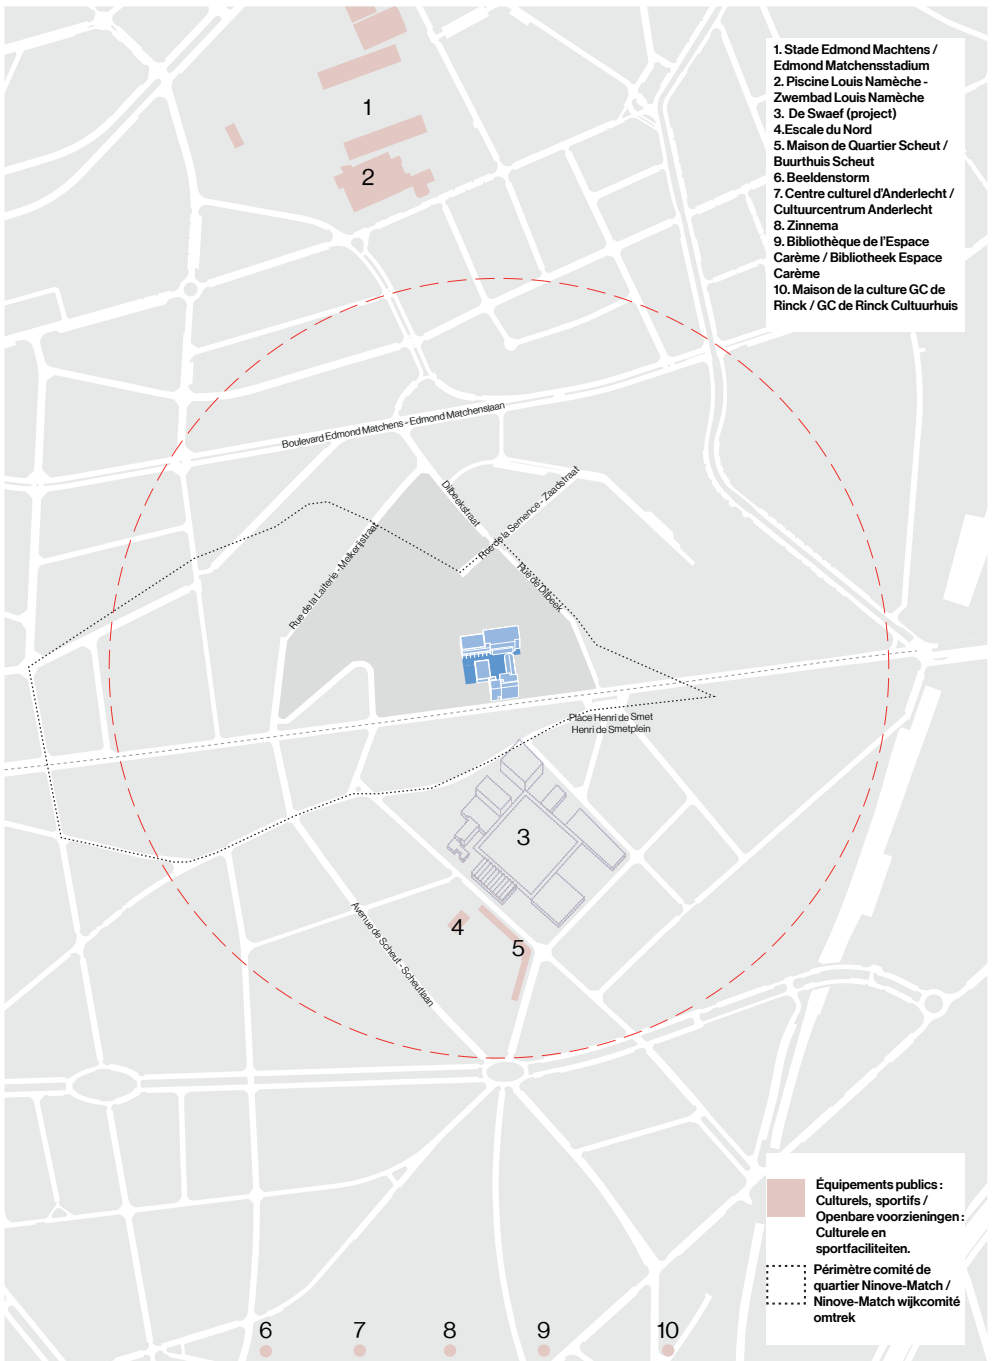 1. Stade Edmond Machtens /
Edmond Matchensstadium
2. Piscine Louis Namèche -
Zwembad Louis Namèche
3. De Swaef (project)
4.Escale du Nord
5. Maison de Quartier Scheut /
Buurthuis Scheut
6. Beeldenstorm
7. Centre culturel d'Anderlecht /
Cultuurcentrum Anderlecht
8. Zinnema
9. Bibliothèque de l'Espace
Carème / Bibliotheek Espace
Carème
10. Maison de la culture GC de
Rinck / GC de Rinck Cultuurhuis
1
2
Boulevard Edmond Matchens - Edmond Matchenslaan
Dilbeekstraat
Rue de la Semence - Zaadstraat
Rue de la Laiterie - Melkerijstraat
Rue de Dilbeek
Place Henri de Smet
Henri de Smetplein
3
Avenue de Scheut - Scheutlaan
4
5
Équipements publics :
Culturels, sportifs /
Openbare voorzieningen :
Culturele en
sportfaciliteiten.
Périmètre comité de
quartier Ninove-Match /
Ninove-Match wijkcomité
omtrek
6
7
8
9
10